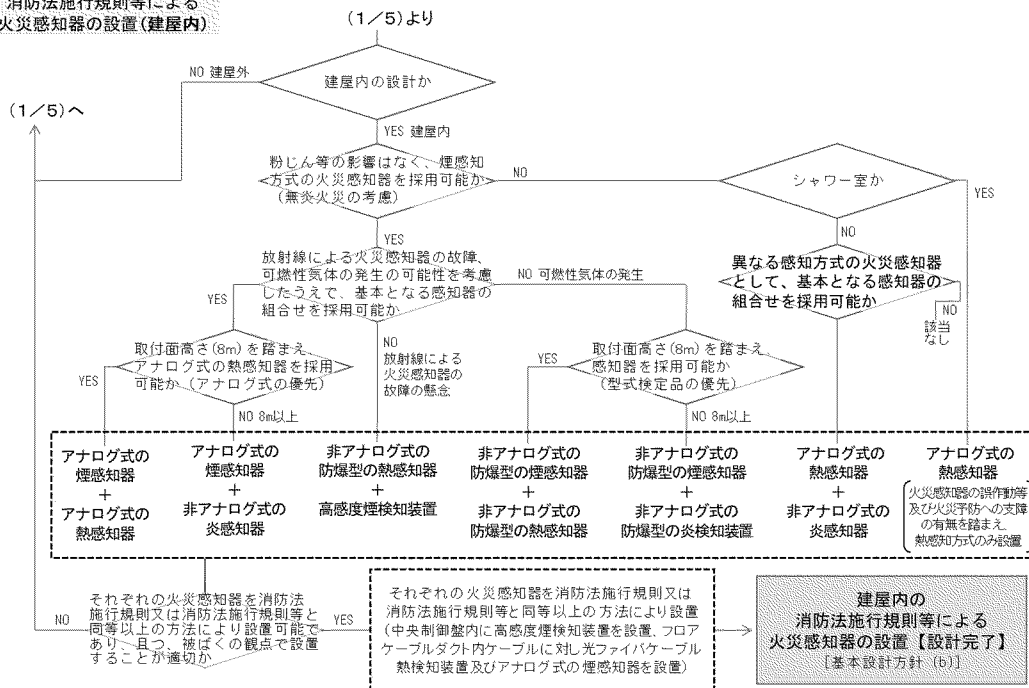 消防法施行規則等による
火災感知器の設置(建屋内)
(1/5)より
建屋内の設計か
NO 建屋外
(1/5)へ
YES 建屋内
粉じん等の影響はなく、煙感知
方式の火災感知器を採用可能か
(無炎火災の考慮)
NO
シャワー室か
YES
YES
NO
放射線による火災感知器の故障、
可燃性気体の発生の可能性を考慮
したうえで、基本となる感知器の
組合せを採用可能か
YES
NO 可燃性気体の発生
異なる感知方式の火災感知器
として、基本となる感知器の
組合せを採用可能か
NO
該当
なし
取付面高さ(8m)を踏まえ、
アナログ式の熱感知器を採用
可能か(アナログ式の優先)
YES
NO 8m以上
NO
放射線による
火災感知器の
故障の懸念
取付面高さ(8m)を踏まえ、
感知器を採用可能か
(型式検定品の優先)
YES
NO 8m以上
アナログ式の
煙感知器
+
アナログ式の
熱感知器
アナログ式の
煙感知器
+
非アナログ式の
炎感知器
非アナログ式の
防爆型の熱感知器
+
高感度煙検知装置
非アナログ式の
防爆型の煙感知器
+
非アナログ式の
防爆型の熱感知器
非アナログ式の
防爆型の煙感知器
+
非アナログ式の
防爆型の炎検知装置
アナログ式の
熱感知器
+
非アナログ式の
炎感知器
アナログ式の
熱感知器
火災感知器の誤作動等
及び火災予防への支障
の有無を踏まえ、
熱感知方式のみ設置
それぞれの火災感知器を消防法
施行規則又は消防法施行規則等と
同等以上の方法により設置可能で
あり、且つ、被ばくの観点で設置
することが適切か
NO
YES
それぞれの火災感知器を消防法施行規則又は
消防法施行規則等と同等以上の方法により設置
(中央制御盤内に高感度煙検知装置を設置、フロア
ケーブルダクト内ケーブルに対し光ファイバケーブル
熱検知装置及びアナログ式の煙感知器を設置)
建屋内の
消防法施行規則等による
火災感知器の設置【設計完了】
[基本設計方針 (b)]